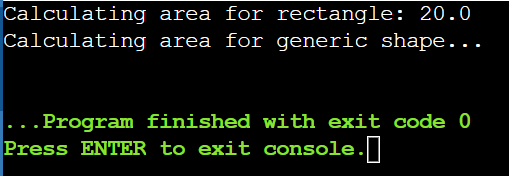 Calculating area for rectangle: 20.0
Calculating area for generic shape...
...Program finished with exit code 0
Press ENTER to exit console.